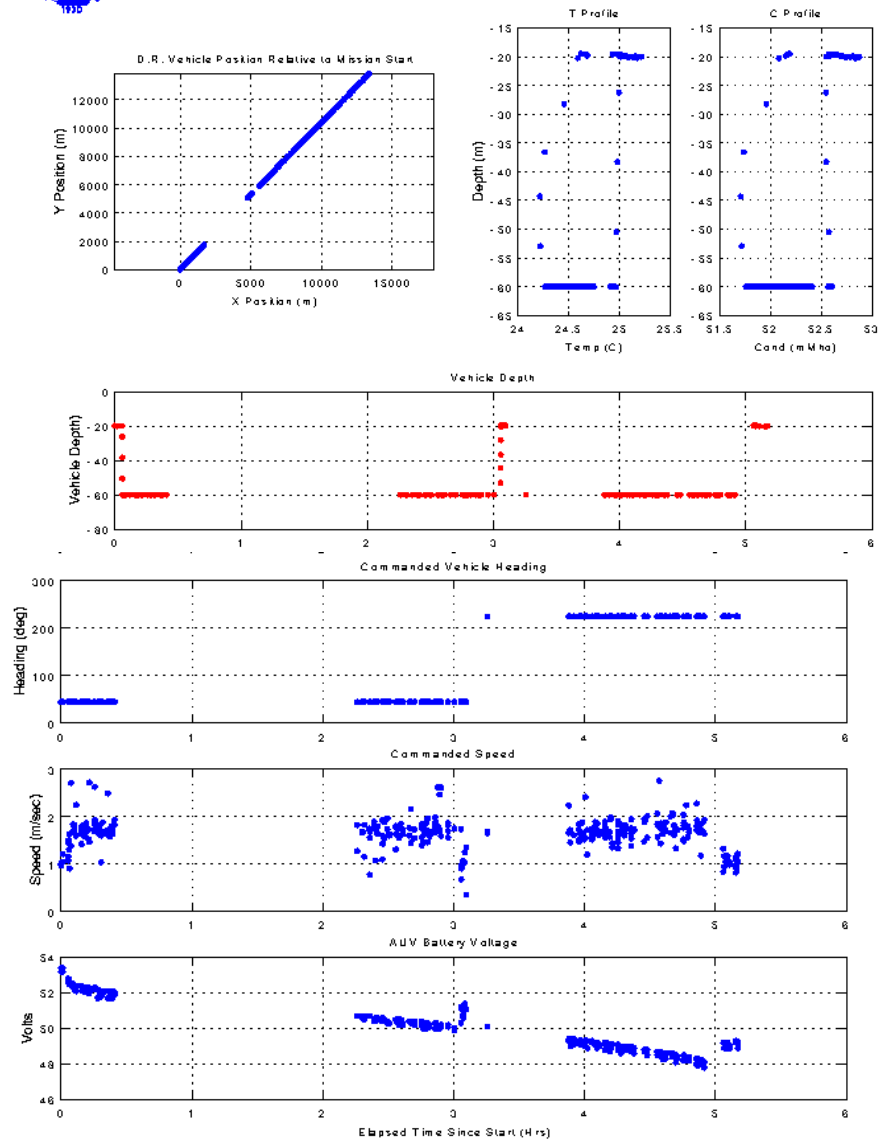 1930
T Profile
C Profile
D.R. Vehicle Position Relative to Mission Start
Y Position (m)
12000
10000
8000
6000
4000
2000
0
0 5000 10000 15000
X Position (m)
Depth (m)
-15
-20
-25
-30
-35
-40
-45
-50
-55
-60
-65
24 24.5 25 25.5
Temp (C)
-15
-20
-25
-30
-35
-40
-45
-50
-55
-60
-65
51.5 52 52.5 53
Cond (mMho)
Vehicle Depth
Vehicle Depth)
0
-20
-40
-60
-80
0 1 2 3 4 5 6
Commanded Vehicle Heading
Heading (deg)
300
200
100
0
0 1 2 3 4 5 6
Commanded Speed
Speed (m/sec)
3
2
1
0
0 1 2 3 4 5 6
AUV Battery Voltage
Volts
54
52
50
48
46
0 1 2 3 4 5 6
Elapsed Time Since Start (Hrs)